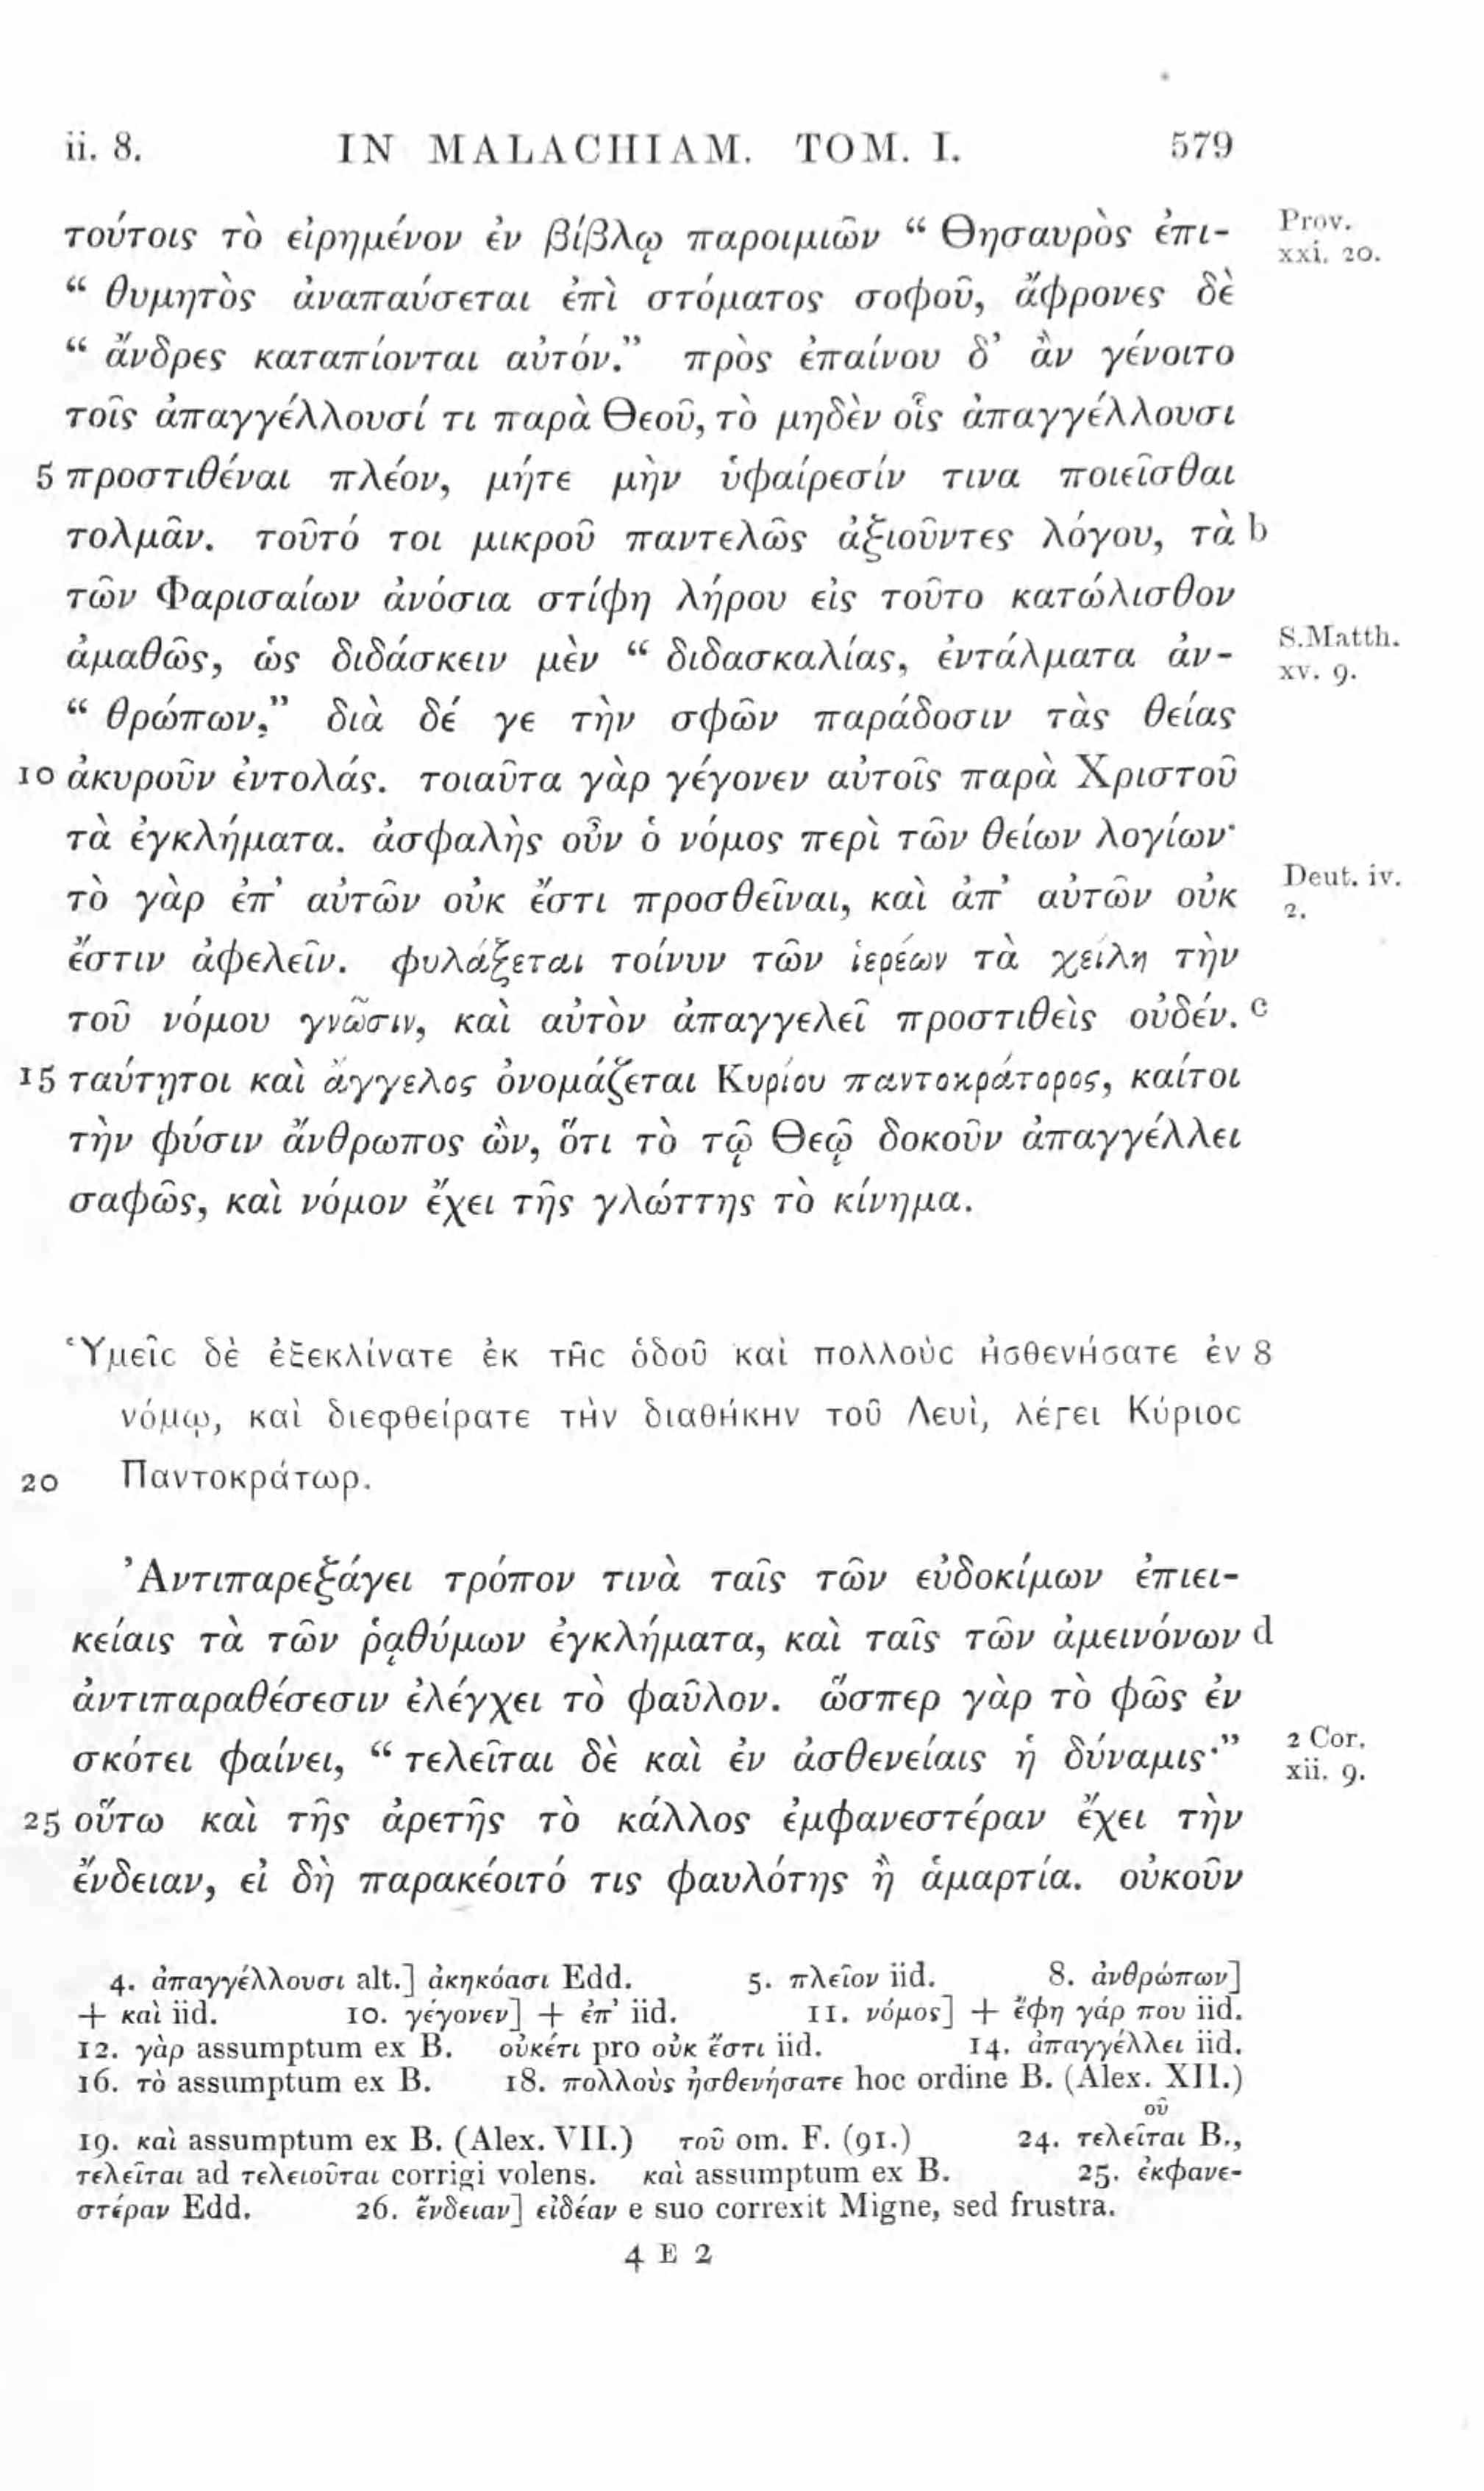 ii. 8. IN MALACHIAM. TOM. I. 579
τούτοις τὸ εἰρημένον ἐν βίβλῳ παροιμιῶν “ Θησαυρὸς ἐπι- Prov. xxi. 20.
“ θυμητὸς ἀναπαύσεται ἐπὶ στόματος σοφοῦ, ἄφρονες δὲ
“ ἄνδρες καταπίονται αὐτόν.” πρὸς ἐπαίνου δ’ ἂν γένοιτο
τοῖς ἀπαγγέλλουσί τι παρὰ Θεοῦ, τὸ μηδὲν οἷς ἀπαγγέλλουσι
5 προστιθέναι πλέον, μήτε μὴν ὑφαίρεσίν τινα ποιεῖσθαι
τολμᾶν. τοῦτό τοι μικροῦ παντελῶς ἀξιοῦντες λόγου, τὰ b
τῶν Φαρισαίων ἀνόσια στίφη λήρου εἰς τοῦτο κατώλισθον
ἀμαθῶς, ὡς διδάσκειν μὲν “ διδασκαλίας, ἐντάλματα ἀν- S. Matth. xv. 9.
“ θρώπων,” διὰ δέ γε τὴν σφῶν παράδοσιν τὰς θείας
10 ἀκυροῦν ἐντολάς. τοιαῦτα γὰρ γέγονεν αὐτοῖς παρὰ Χριστοῦ
τὰ ἐγκλήματα. ἀσφαλὴς οὖν ὁ νόμος περὶ τῶν θείων λογίων·
τὸ γὰρ ἐπ’ αὐτῶν οὐκ ἔστι προσθεῖναι, καὶ ἀπ’ αὐτῶν οὐκ Deut. iv. 2.
ἔστιν ἀφελεῖν. φυλάξεται τοίνυν τῶν ἱερέων τὰ χείλη τὴν
τοῦ νόμου γνῶσιν, καὶ αὐτὸν ἀπαγγελεῖ προστιθεὶς οὐδέν. c
15 ταύτῃτοι καὶ ἄγγελος ὀνομάζεται Κυρίου παντοκράτορος, καίτοι
τὴν φύσιν ἄνθρωπος ὢν, ὅτι τὸ τῷ Θεῷ δοκοῦν ἀπαγγέλλει
σαφῶς, καὶ νόμον ἔχει τῆς γλώττης τὸ κίνημα.
Ὑμεῖς δὲ ἐξεκλίνατε ἐκ τῆς ὁδοῦ καὶ πολλοὺς ἠσθενήσατε ἐν 8
νόμῳ, καὶ διεφθείρατε τὴν διαθήκην τοῦ Λευὶ, λέγει Κύριος
20 Παντοκράτωρ.
Ἀντιπαρεξάγει τρόπον τινὰ ταῖς τῶν εὐδοκίμων ἐπιει-
κείαις τὰ τῶν ῥᾳθύμων ἐγκλήματα, καὶ ταῖς τῶν ἀμεινόνων d
ἀντιπαραθέσεσιν ἐλέγχει τὸ φαῦλον. ὥσπερ γὰρ τὸ φῶς ἐν
σκότει φαίνει, “ τελεῖται δὲ καὶ ἐν ἀσθενείαις ἡ δύναμις·” 2 Cor. xii. 9.
25 οὕτω καὶ τῆς ἀρετῆς τὸ κάλλος ἐμφανεστέραν ἔχει τὴν
ἔνδειαν, εἰ δὴ παρακέοιτό τις φαυλότης ἢ ἁμαρτία. οὐκοῦν
4. ἀπαγγέλλουσι alt.] ἀκηκόασι Edd. 5. πλεῖον iid. 8. ἀνθρώπων]
+ καὶ iid. 10. γέγονεν] + ἐπ’ iid. 11. νόμος] + ἔφη γάρ που iid.
12. γὰρ assumptum ex B. οὐκέτι pro οὐκ ἔστι iid. 14. ἀπαγγέλλει iid.
16. τὸ assumptum ex B. 18. πολλοὺς ἠσθενήσατε hoc ordine B. (Alex. XII.)
οῦ
19. καὶ assumptum ex B. (Alex. VII.) τοῦ om. F. (91.) 24. τελεῖται B.,
τελεῖται ad τελειοῦται corrigi volens. καὶ assumptum ex B. 25. ἐκφανε-
στέραν Edd. 26. ἔνδειαν] εἰδέαν e suo correxit Migne, sed frustra.
4 E 2